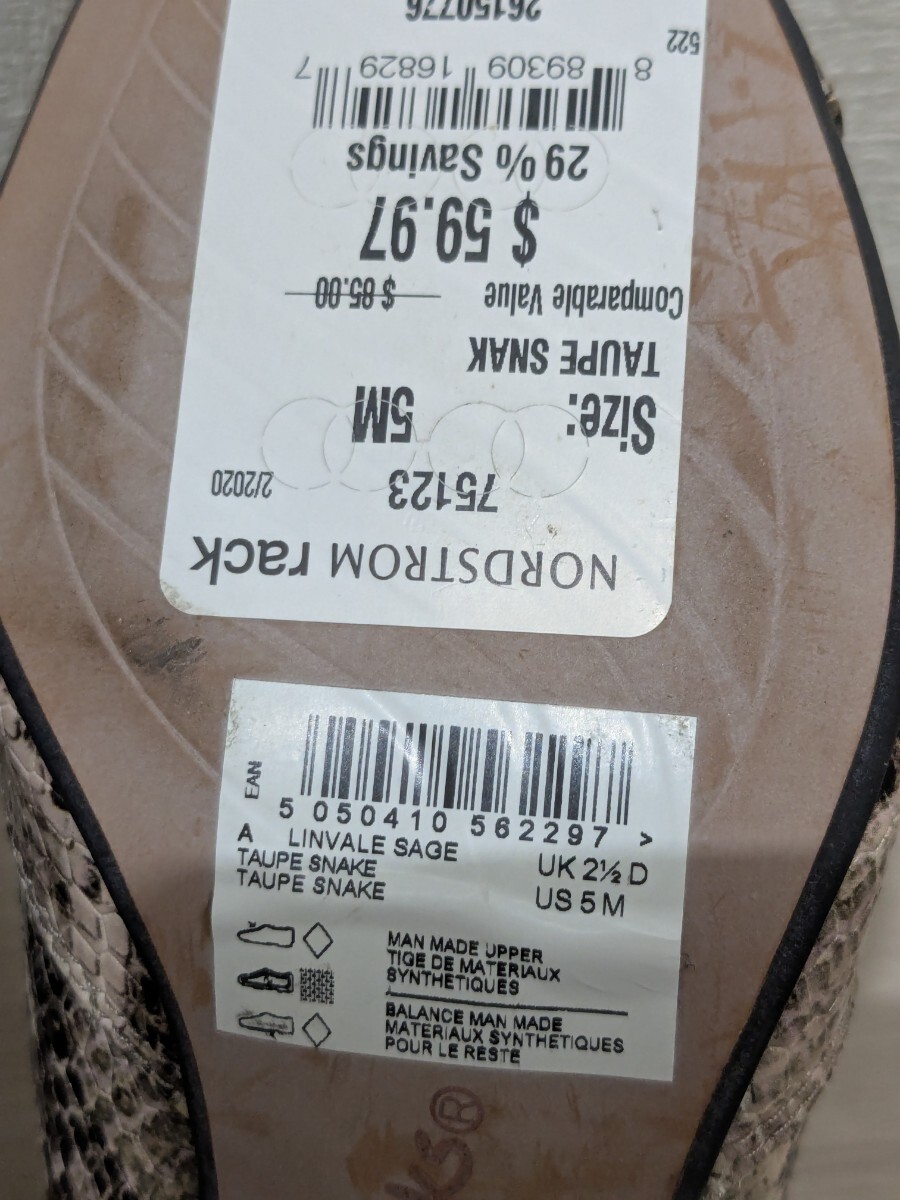 NORDSTROM rack
75123 2/2020
Size: 5M
TAUPE SNAK
Comparable Value $ 85.00
$ 59.97
29% Savings
8 89309 16829 7
522
26150776
EAN
5 050410 562297 >
A LINVALE SAGE
TAUPE SNAKE UK 2½ D
TAUPE SNAKE US 5 M
MAN MADE UPPER
TIGE DE MATERIAUX
SYNTHETIQUES
BALANCE MAN MADE
MATERIAUX SYNTHETIQUES
POUR LE RESTE
ks®